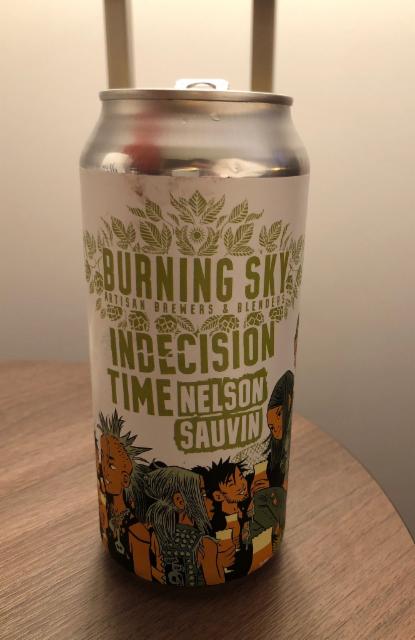 BURNING SKY
ARTISAN BREWERS & BLENDERS
INDECISION
TIME NELSON
SAUVIN